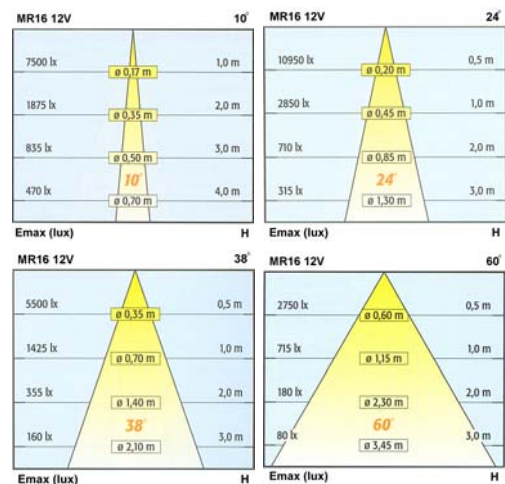 MR16 12V 10°
7500 lx ø 0,17 m 1,0 m
1875 lx ø 0,35 m 2,0 m
835 lx ø 0,50 m 3,0 m
10°
470 lx ø 0,70 m 4,0 m
Emax (lux) H
MR16 12V 24°
10950 lx ø 0,20 m 0,5 m
2850 lx ø 0,45 m 1,0 m
710 lx ø 0,85 m 2,0 m
24°
315 lx ø 1,30 m 3,0 m
Emax (lux) H
MR16 12V 38°
5500 lx ø 0,35 m 0,5 m
1425 lx ø 0,70 m 1,0 m
355 lx ø 1,40 m 2,0 m
38°
160 lx ø 2,10 m 3,0 m
Emax (lux) H
MR16 12V 60°
2750 lx ø 0,60 m 0,5 m
715 lx ø 1,15 m 1,0 m
180 lx ø 2,30 m 2,0 m
60°
80 lx ø 3,45 m 3,0 m
Emax (lux) H